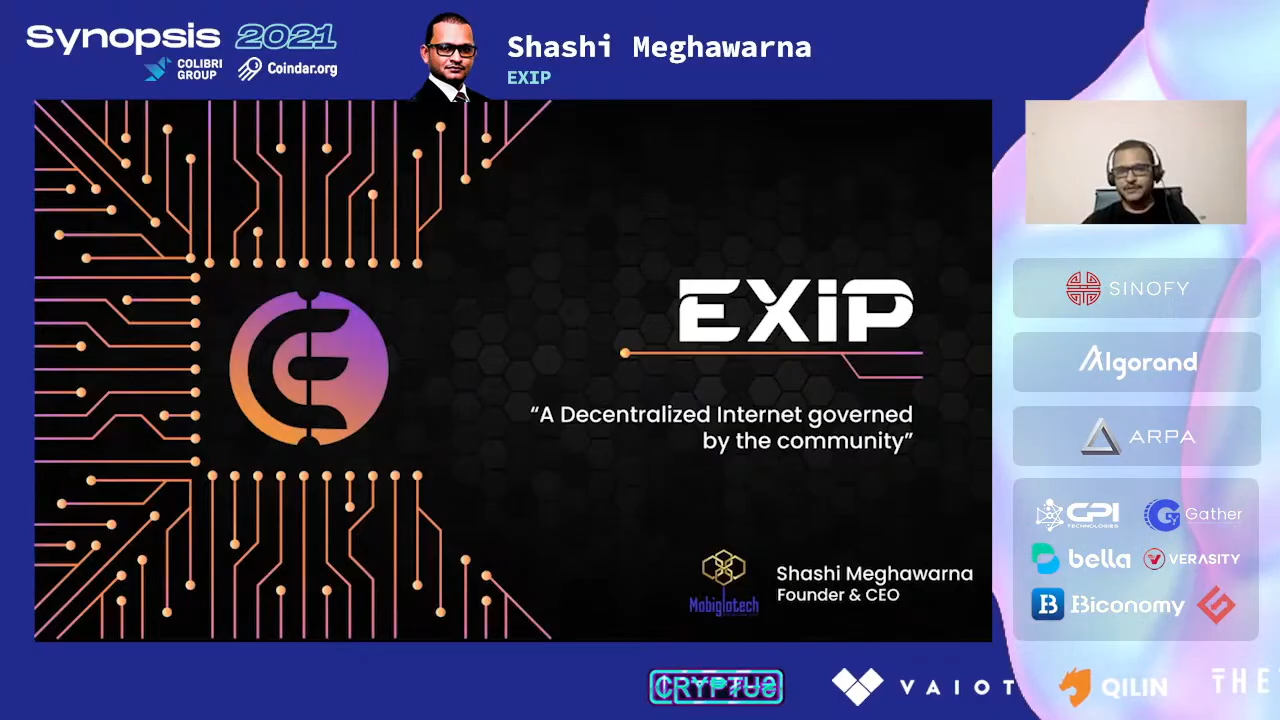 Synopsis 2021
COLIBRI GROUP
Coindar.org
Shashi Meghawarna
EXIP
EXiP
“A Decentralized Internet governed
by the community”
Mobiglotech
Shashi Meghawarna
Founder & CEO
SINOFY
Algorand
ARPA
CPI TECHNOLOGIES
Gather
bella
VERASITY
Biconomy
VAIOT
QILIN
THE